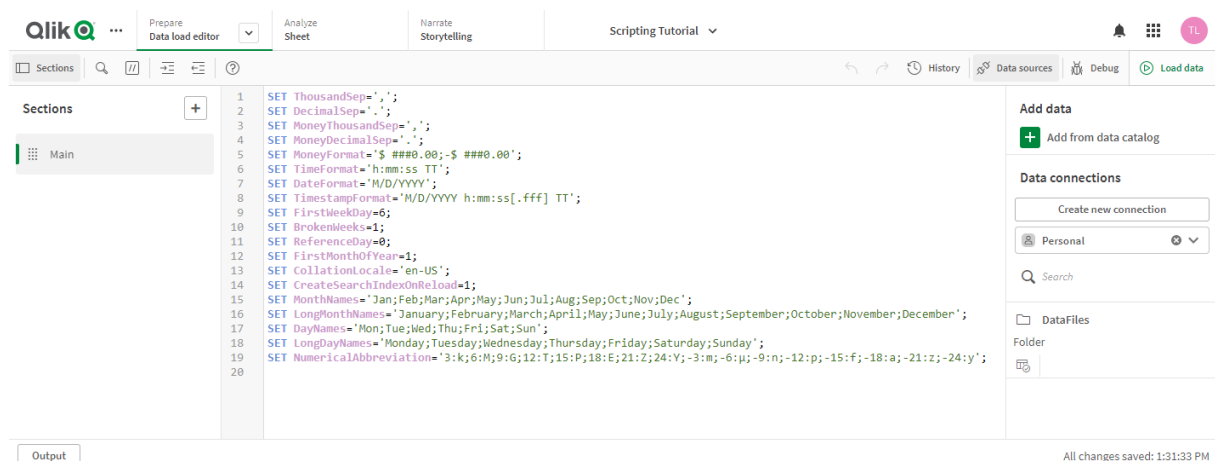 Qlik
Prepare
Data load editor
Analyze
Sheet
Narrate
Storytelling
Scripting Tutorial
TL
Sections
//
History
Data sources
Debug
Load data
Sections
Main
1 SET ThousandSep=',';
2 SET DecimalSep='.';
3 SET MoneyThousandSep=',';
4 SET MoneyDecimalSep='.';
5 SET MoneyFormat='$ ###0.00;-$ ###0.00';
6 SET TimeFormat='h:mm:ss TT';
7 SET DateFormat='M/D/YYYY';
8 SET TimestampFormat='M/D/YYYY h:mm:ss[.fff] TT';
9 SET FirstWeekDay=6;
10 SET BrokenWeeks=1;
11 SET ReferenceDay=0;
12 SET FirstMonthOfYear=1;
13 SET CollationLocale='en-US';
14 SET CreateSearchIndexOnReload=1;
15 SET MonthNames='Jan;Feb;Mar;Apr;May;Jun;Jul;Aug;Sep;Oct;Nov;Dec';
16 SET LongMonthNames='January;February;March;April;May;June;July;August;September;October;November;December';
17 SET DayNames='Mon;Tue;Wed;Thu;Fri;Sat;Sun';
18 SET LongDayNames='Monday;Tuesday;Wednesday;Thursday;Friday;Saturday;Sunday';
19 SET NumericalAbbreviation='3:k;6:M;9:G;12:T;15:P;18:E;21:Z;24:Y;-3:m;-6:μ;-9:n;-12:p;-15:f;-18:a;-21:z;-24:y';
20
Add data
Add from data catalog
Data connections
Create new connection
Personal
Search
DataFiles
Folder
Output
All changes saved: 1:31:33 PM